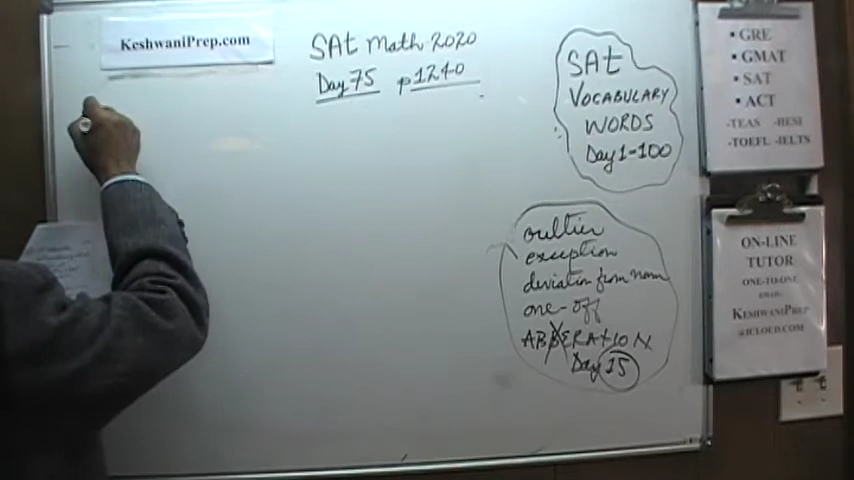 KeshwaniPrep.com
SAt Math 2020
Day 75 p1240
SAt
VOCABULARY
WORDS
Day 1-100
outlier
exception
deviation from norm
one-off
ABBERATION
Day 15
• GRE
• GMAT
• SAT
• ACT
-TEAS -HESI
-TOEFL -IELTS
ON-LINE
TUTOR
ONE-TO-ONE
EMAIL:
KESHWANIPREP
@ICLOUD.COM